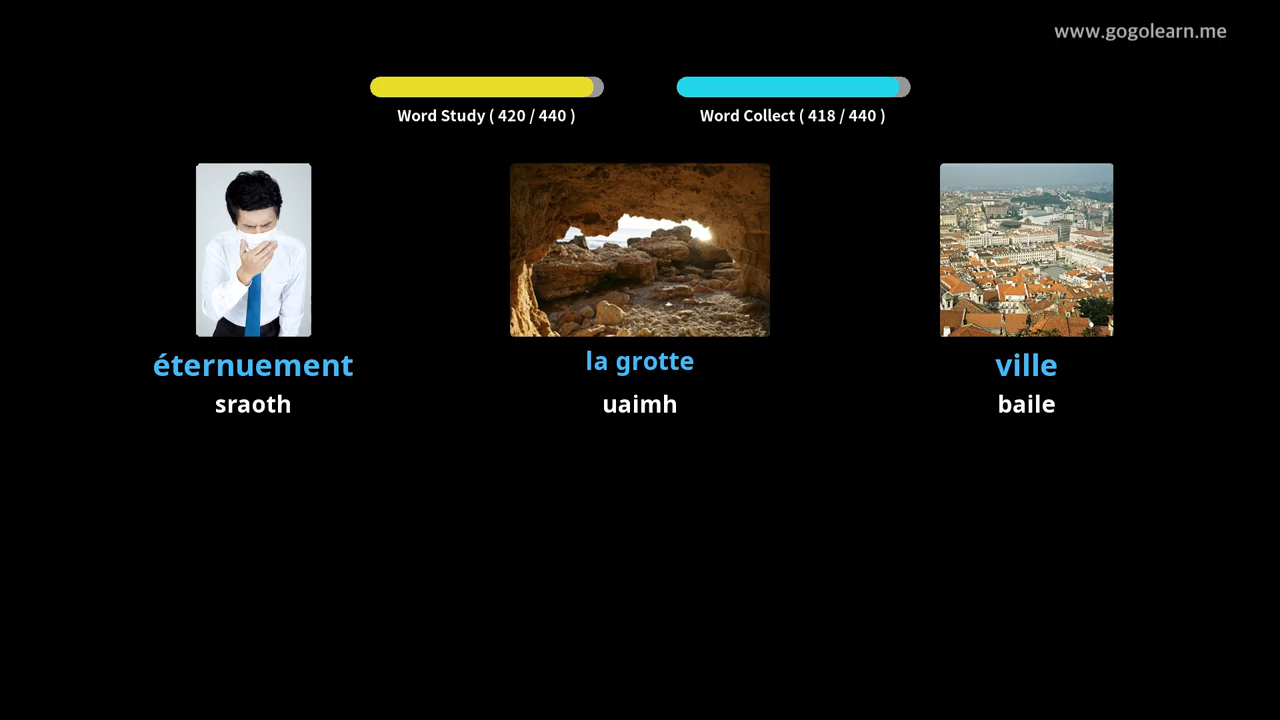 www.gogolearn.me
Word Study ( 420 / 440 )
Word Collect ( 418 / 440 )
éternuement
sraoth
la grotte
uaimh
ville
baile